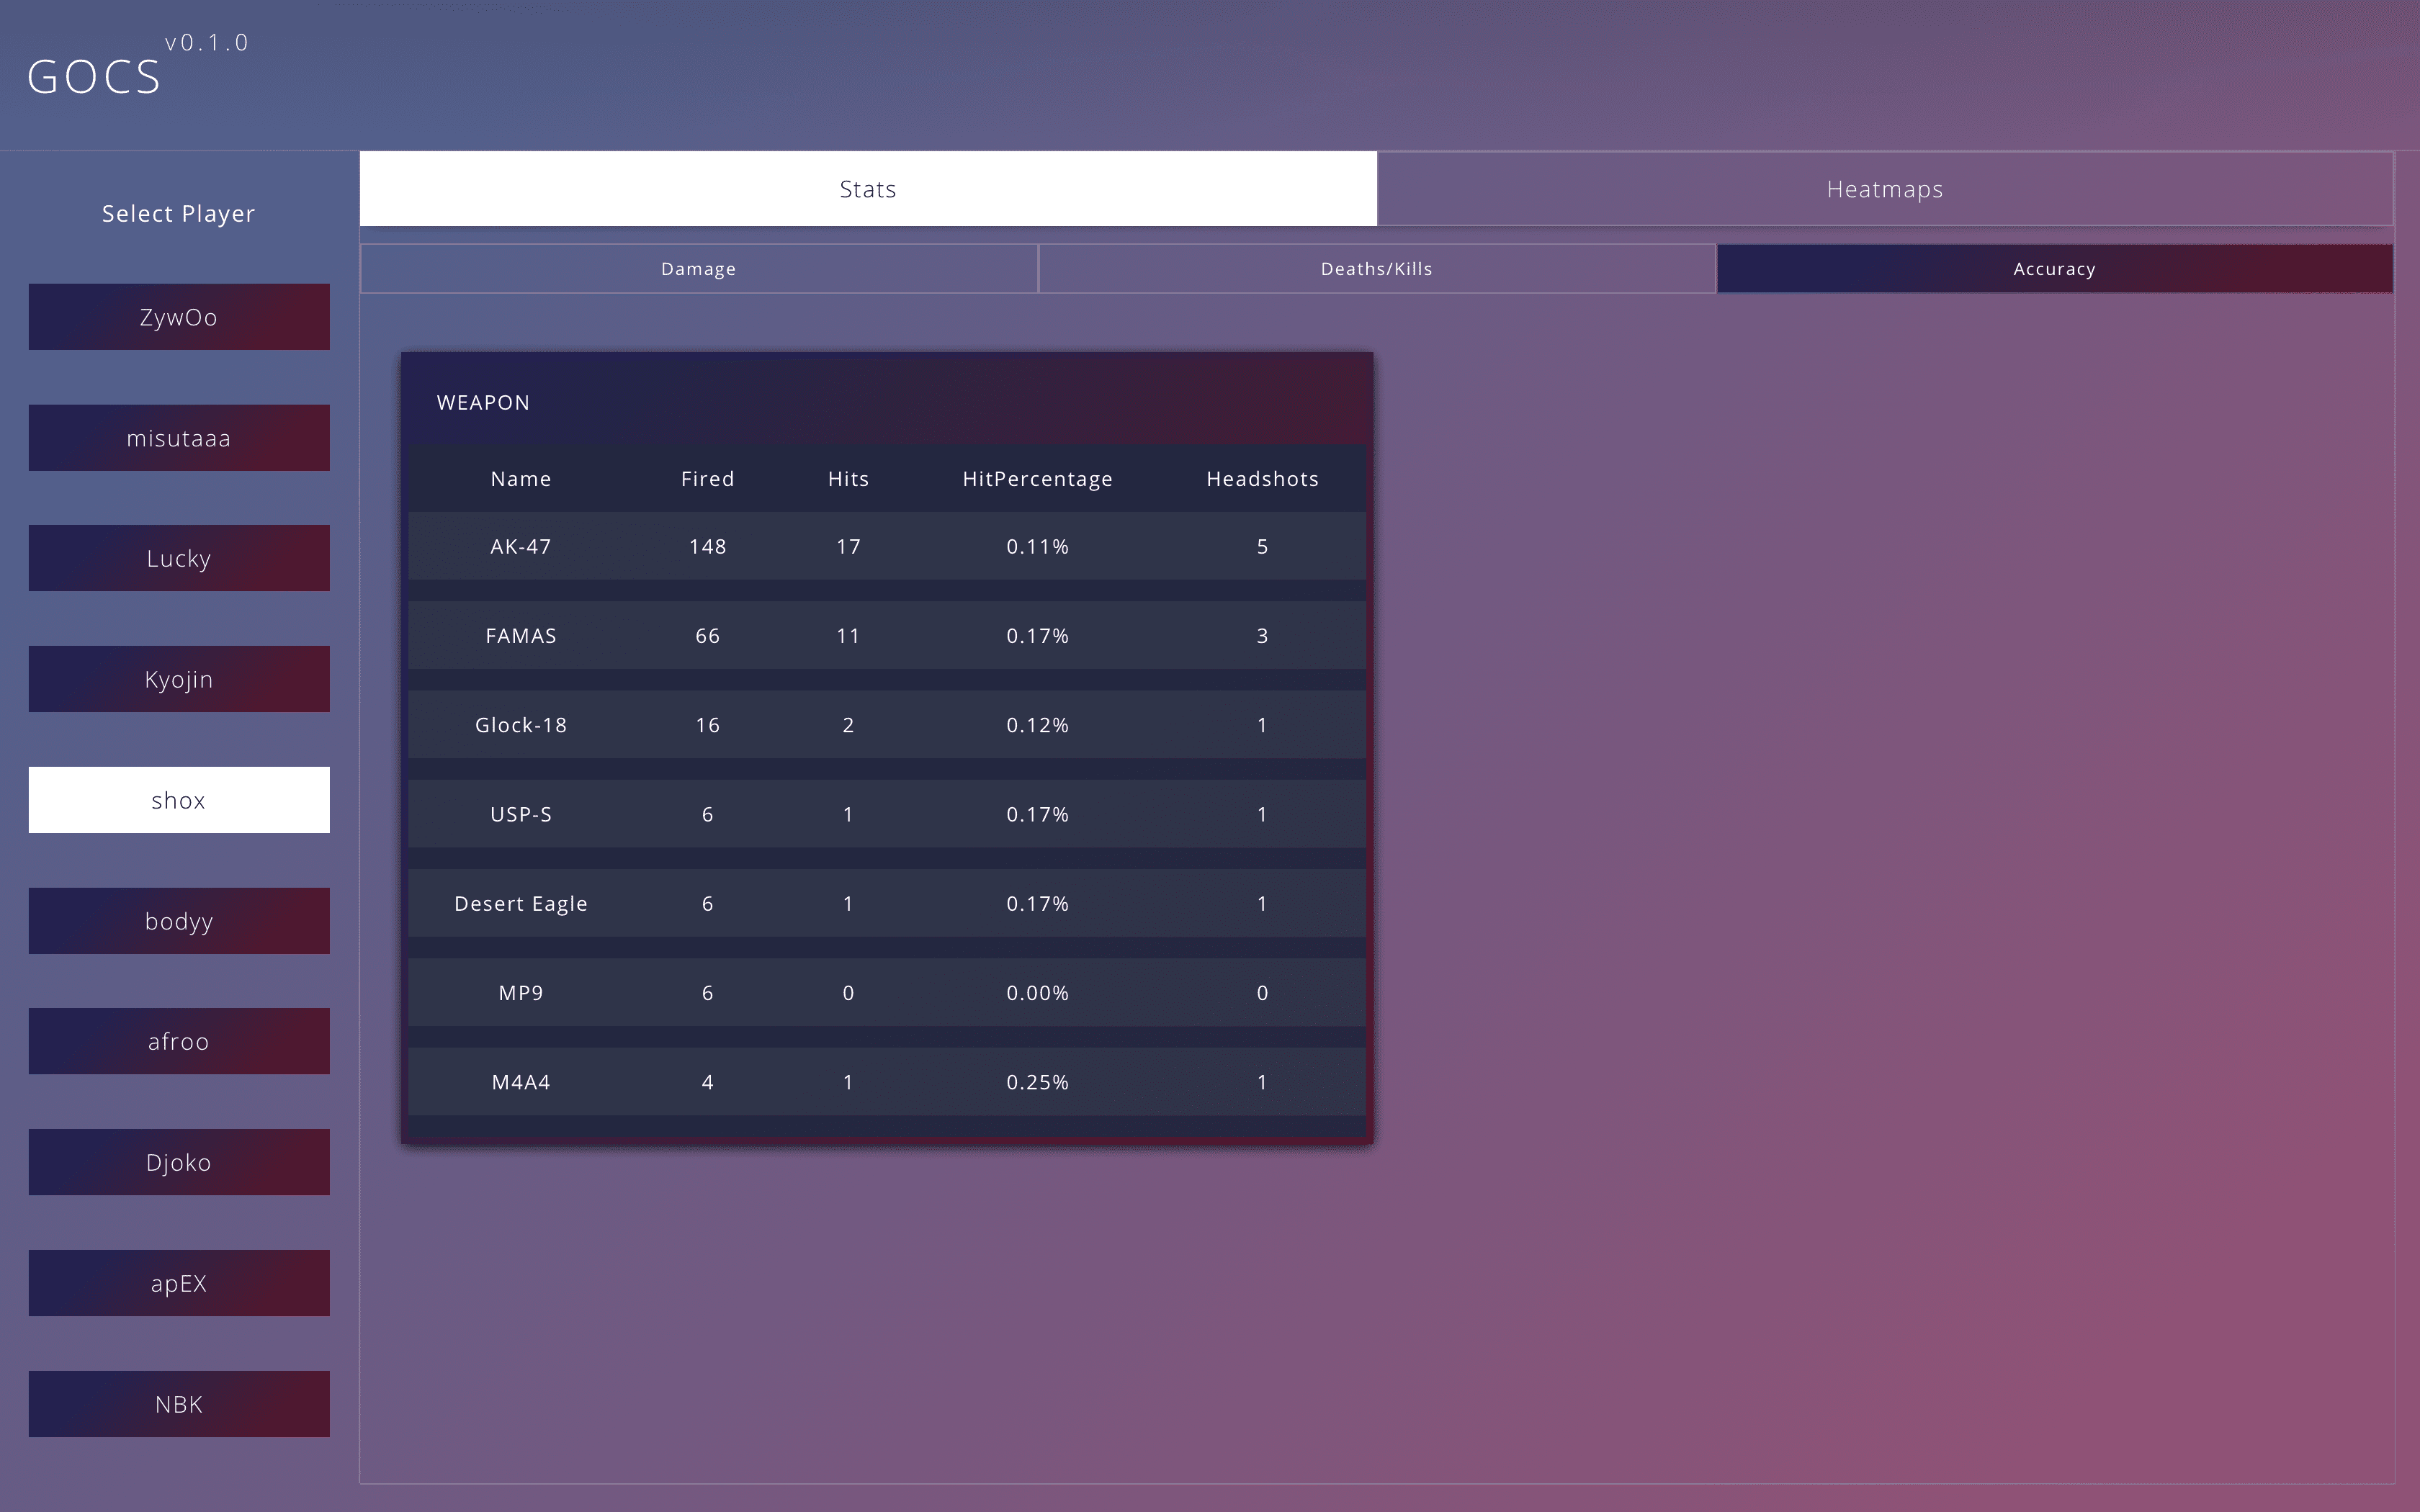 v0.1.0
GOCS
Select Player
ZywOo
misutaaa
Lucky
Kyojin
shox
bodyy
afroo
Djoko
apEX
NBK
Stats Heatmaps
Damage Deaths/Kills Accuracy
WEAPON
Name Fired Hits HitPercentage Headshots
AK-47 148 17 0.11% 5
FAMAS 66 11 0.17% 3
Glock-18 16 2 0.12% 1
USP-S 6 1 0.17% 1
Desert Eagle 6 1 0.17% 1
MP9 6 0 0.00% 0
M4A4 4 1 0.25% 1